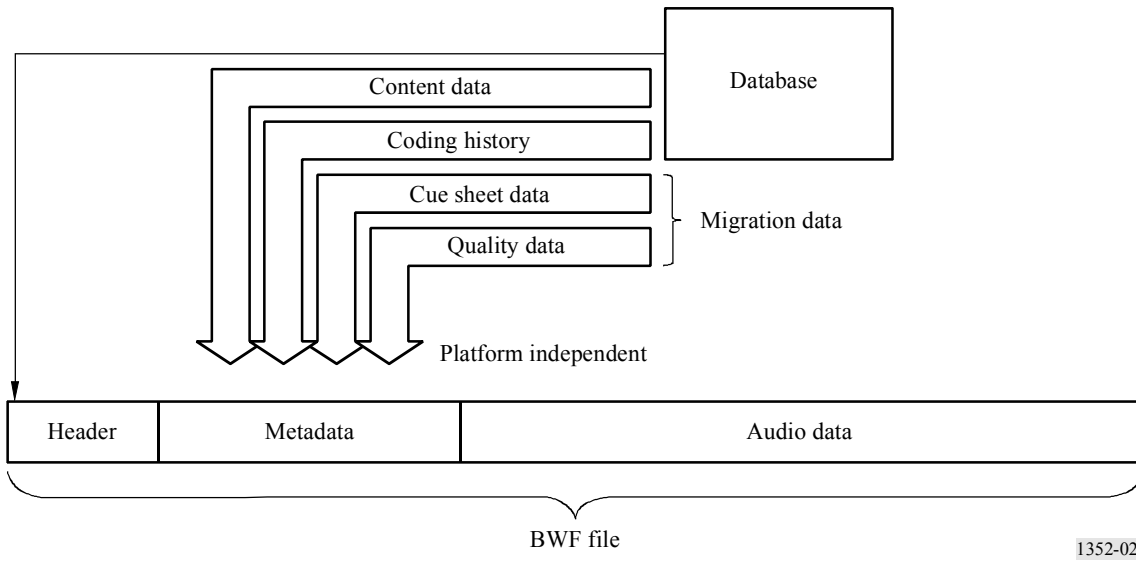 Database
Content data
Coding history
Cue sheet data
Migration data
Quality data
Platform independent
Header Metadata Audio data
BWF file
1352-02